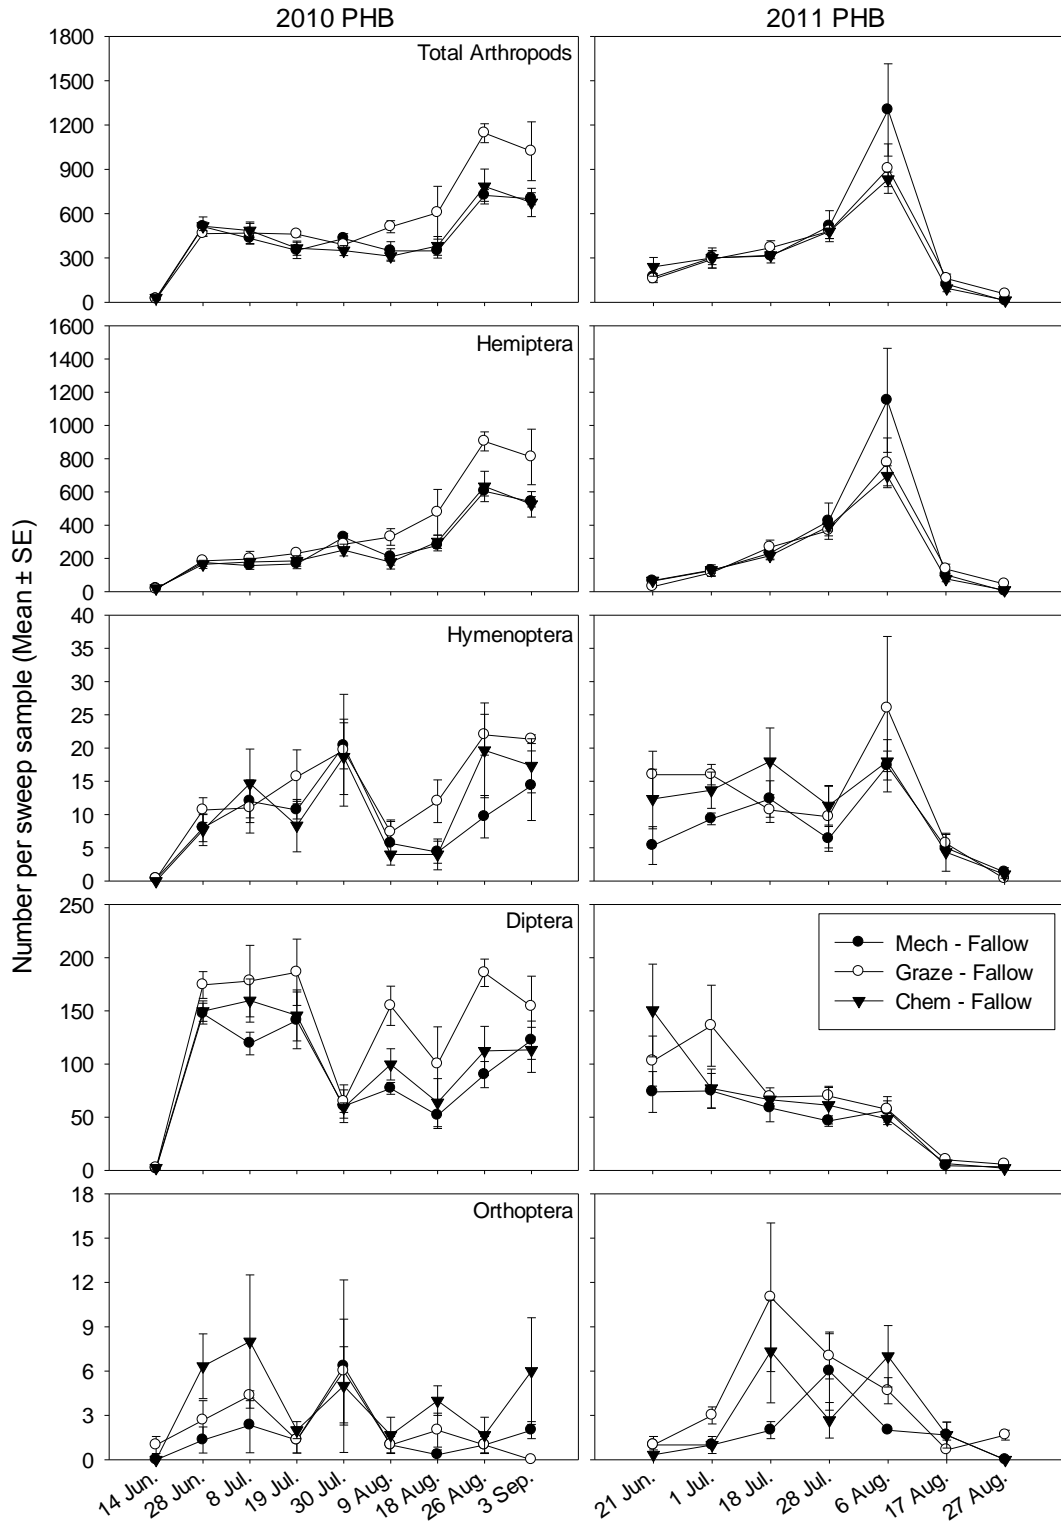 2010 PHB
2011 PHB
Number per sweep sample (Mean ± SE)
1800
1500
1200
900
600
300
0
Total Arthropods
1600
1400
1200
1000
800
600
400
200
0
Hemiptera
40
35
30
25
20
15
10
5
0
Hymenoptera
250
200
150
100
50
0
Diptera
Mech - Fallow
Graze - Fallow
Chem - Fallow
18
15
12
9
6
3
0
Orthoptera
14 Jun.
28 Jun.
8 Jul.
19 Jul.
30 Jul.
9 Aug.
18 Aug.
26 Aug.
3 Sep.
21 Jun.
1 Jul.
18 Jul.
28 Jul.
6 Aug.
17 Aug.
27 Aug.